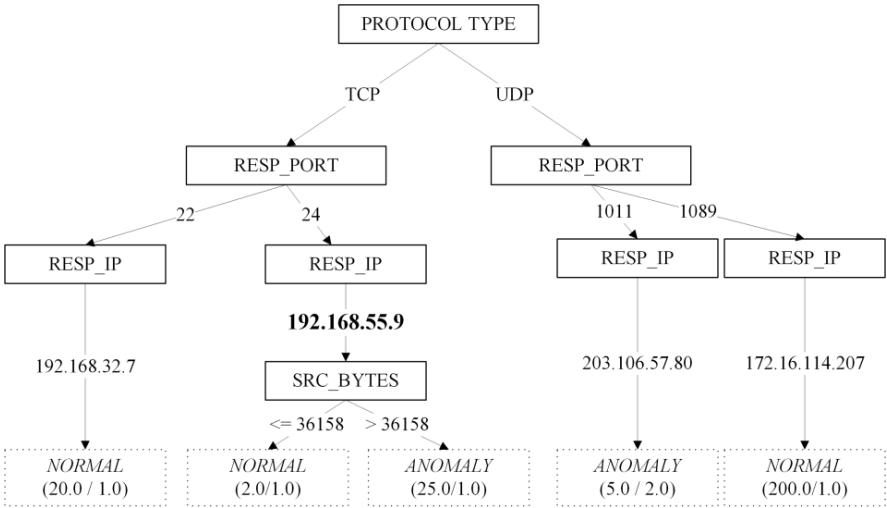 PROTOCOL TYPE
TCP
UDP
RESP_PORT
RESP_PORT
22
24
1011
1089
RESP_IP
RESP_IP
RESP_IP
RESP_IP
192.168.55.9
192.168.32.7
203.106.57.80
172.16.114.207
SRC_BYTES
<= 36158
> 36158
NORMAL
(20.0 / 1.0)
NORMAL
(2.0/1.0)
ANOMALY
(25.0/1.0)
ANOMALY
(5.0 / 2.0)
NORMAL
(200.0/1.0)